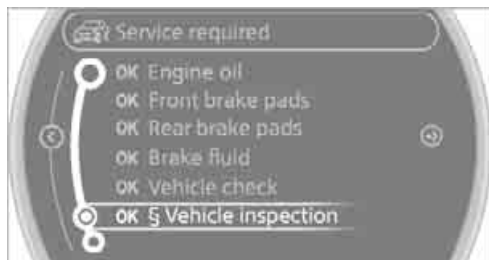 Service required
OK Engine oil
OK Front brake pads
OK Rear brake pads
OK Brake fluid
OK Vehicle check
OK § Vehicle inspection